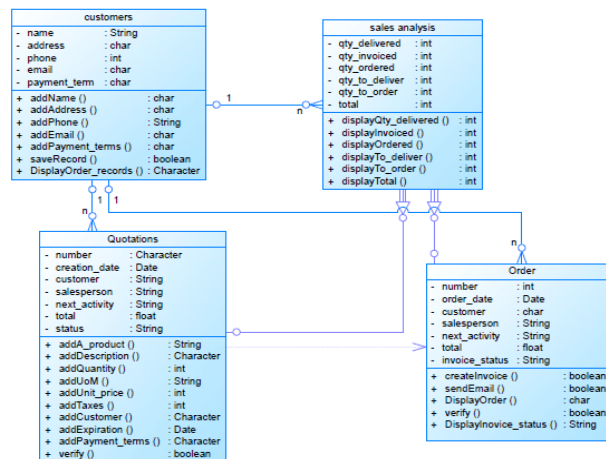 customers
- name : String
- address : char
- phone : int
- email : char
- payment_term : char
+ addName () : char
+ addAddress () : char
+ addPhone () : String
+ addEmail () : char
+ addPayment_terms () : char
+ saveRecord () : boolean
+ DisplayOrder_records () : Character
sales analysis
- qty_delivered : int
- qty_invoiced : int
- qty_ordered : int
- qty_to_deliver : int
- qty_to_order : int
- total : int
+ displayQty_delivered () : int
+ displayInvoiced () : int
+ displayOrdered () : int
+ displayTo_deliver () : int
+ displayTo_order () : int
+ displayTotal () : int
1
n
1
1
n
n
Quotations
- number : Character
- creation_date : Date
- customer : String
- salesperson : String
- next_activity : String
- total : float
- status : String
+ addA_product () : String
+ addDescription () : Character
+ addQuantity () : int
+ addUoM () : String
+ addUnit_price () : int
+ addTaxes () : int
+ addCustomer () : Character
+ addExpiration () : Date
+ addPayment_terms () : Character
+ verify () : boolean
Order
- number : int
- order_date : Date
- customer : char
- salesperson : String
- next_activity : String
- total : float
- invoice_status : String
+ createInvoice () : boolean
+ sendEmail () : boolean
+ DisplayOrder () : char
+ verify () : boolean
+ DisplayInovice_status () : String